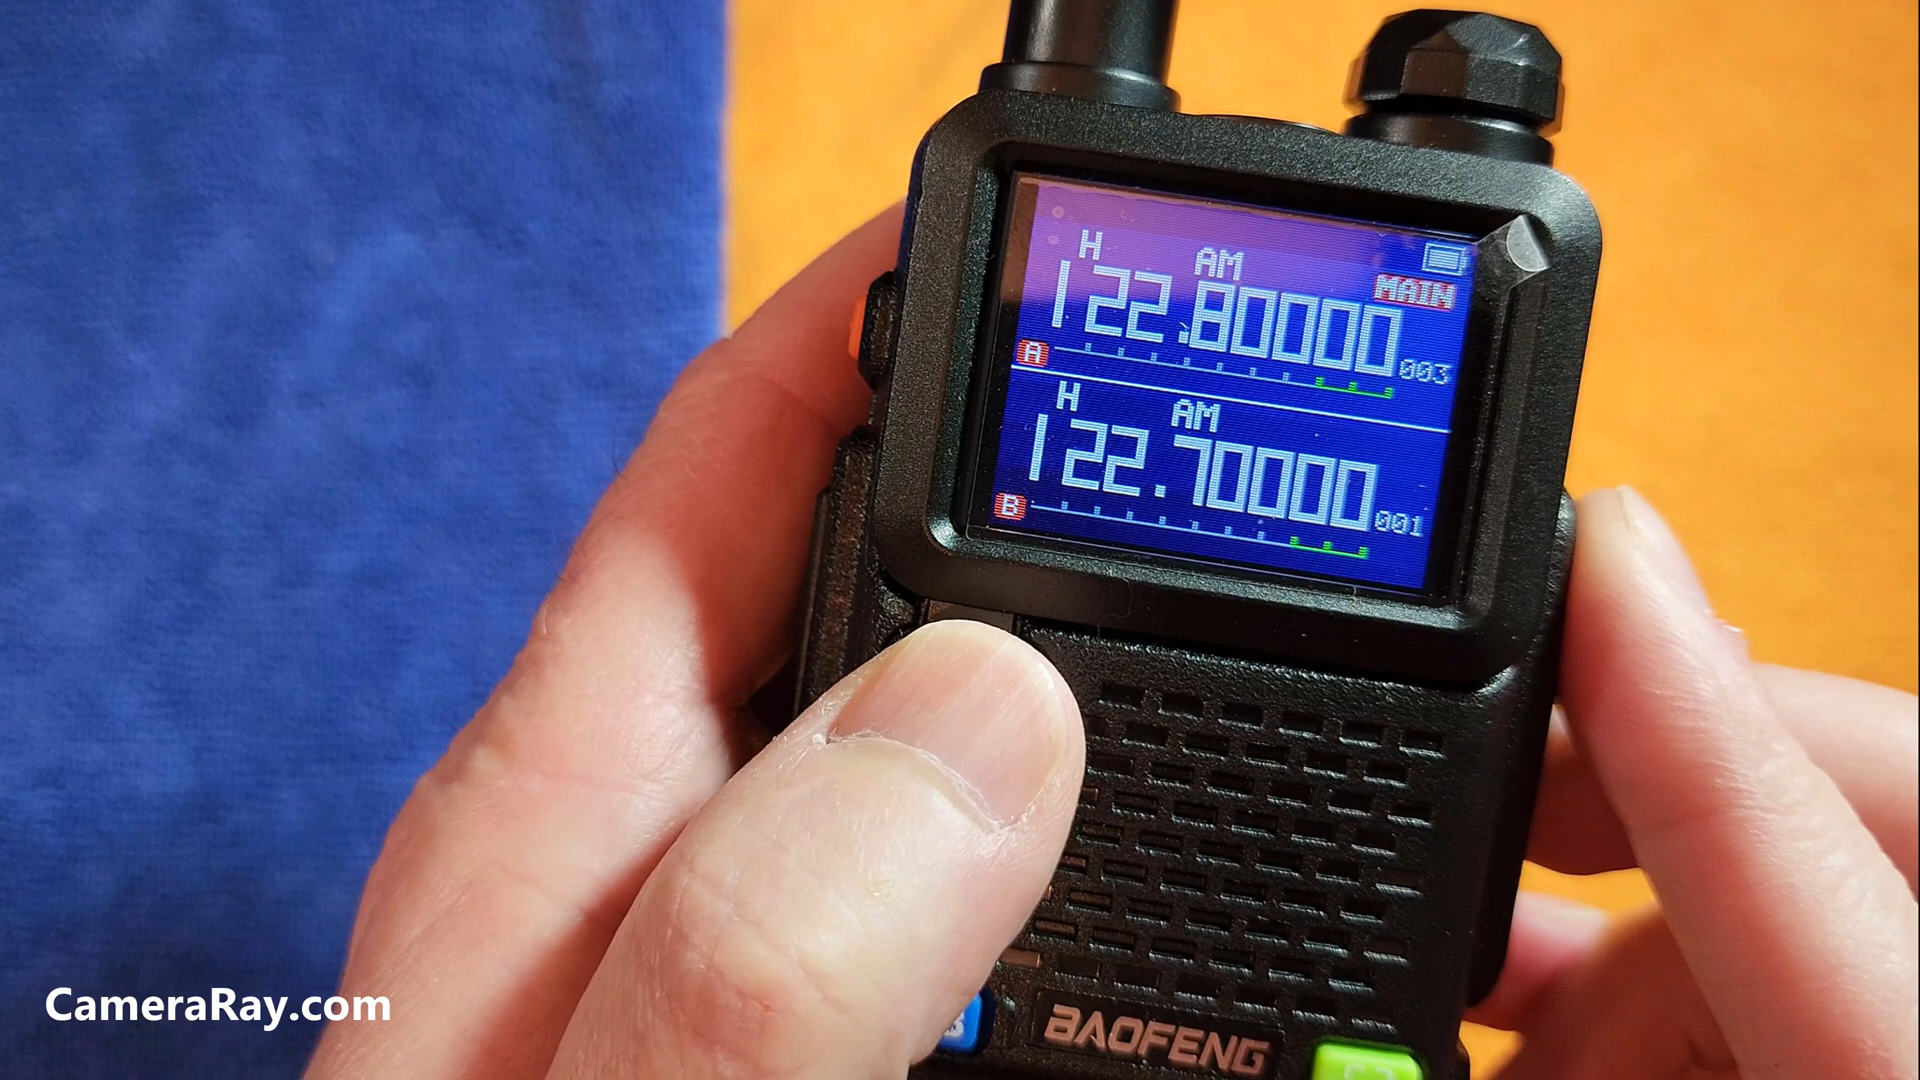 H AM
122.80000 MAIN
A 003
H AM
122.70000
B 001
BAOFENG
CameraRay.com